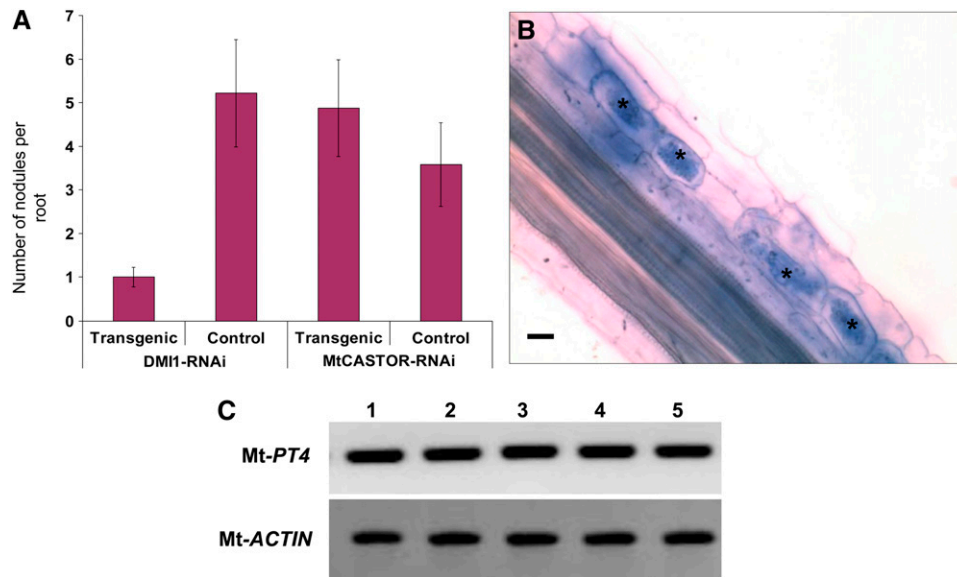 A
Number of nodules per
root
7
6
5
4
3
2
1
0
Transgenic Control Transgenic Control
DMI1-RNAi MtCASTOR-RNAi
B
*
*
*
*
C
1 2 3 4 5
Mt-PT4
Mt-ACTIN